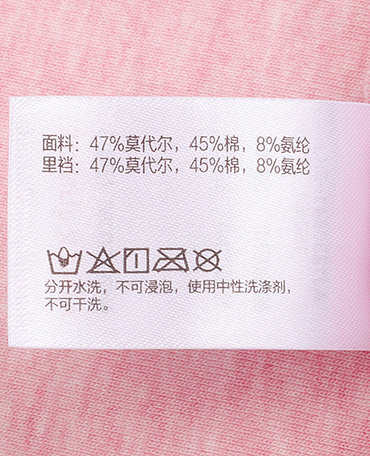 面料：47%莫代尔，45%棉，8%氨纶
里裆：47%莫代尔，45%棉，8%氨纶
分开水洗，不可浸泡，使用中性洗涤剂，
不可干洗。